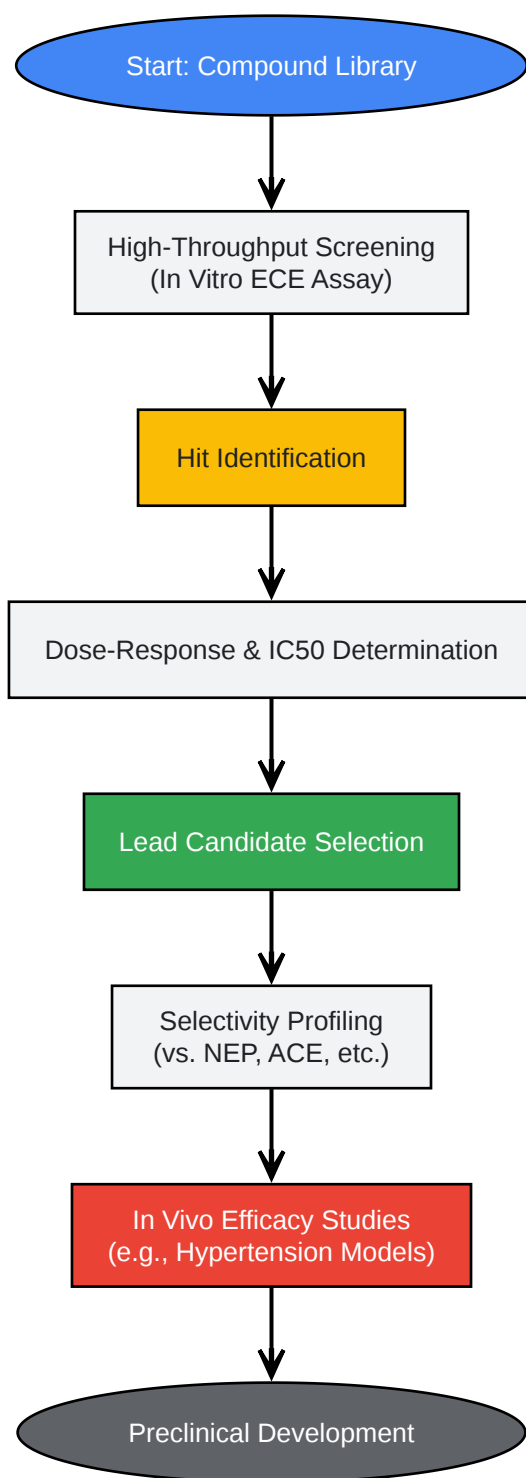 Start: Compound Library
High-Throughput Screening
(In Vitro ECE Assay)
Hit Identification
Dose-Response & IC50 Determination
Lead Candidate Selection
Selectivity Profiling
(vs. NEP, ACE, etc.)
In Vivo Efficacy Studies
(e.g., Hypertension Models)
Preclinical Development